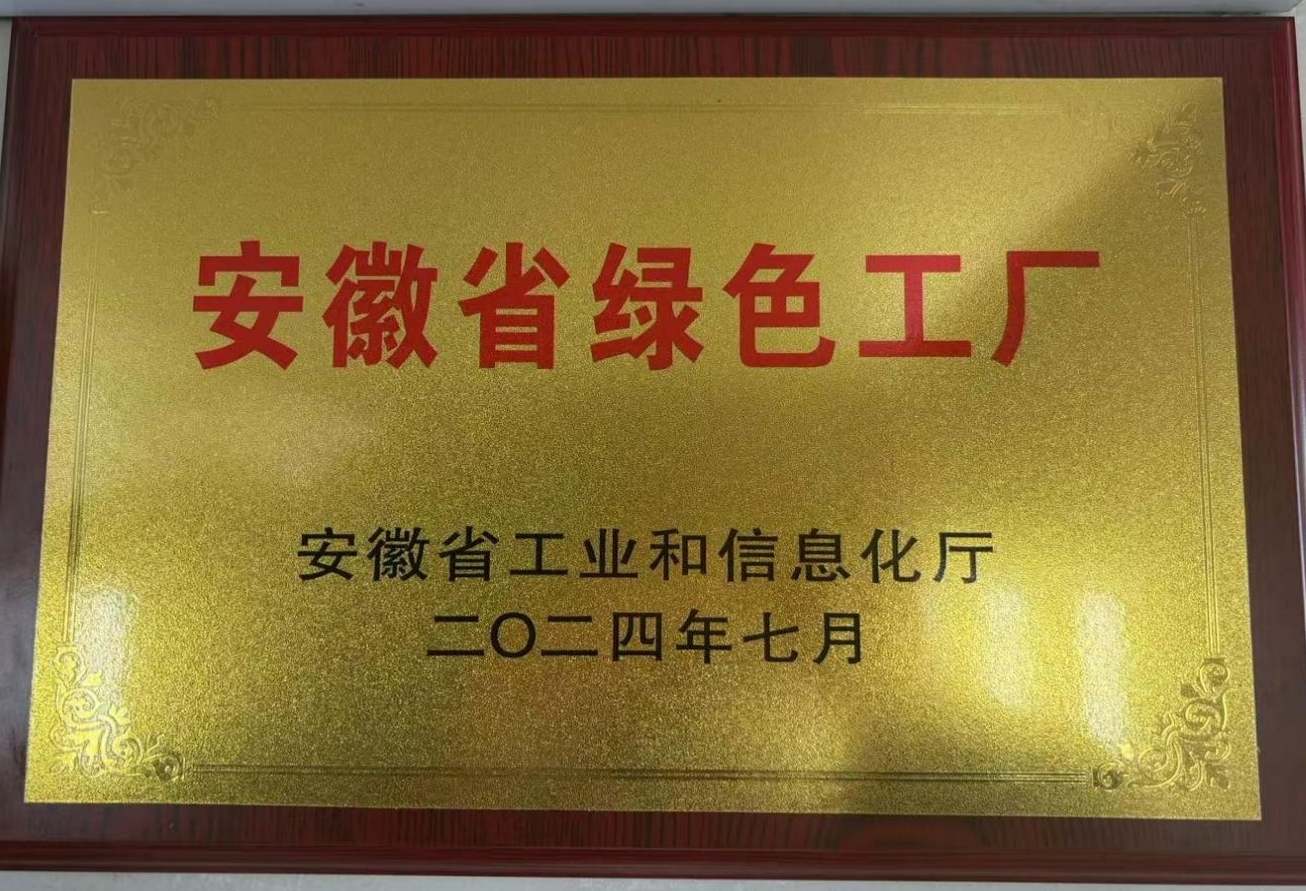 安徽省绿色工厂
安徽省工业和信息化厅
二〇二四年七月